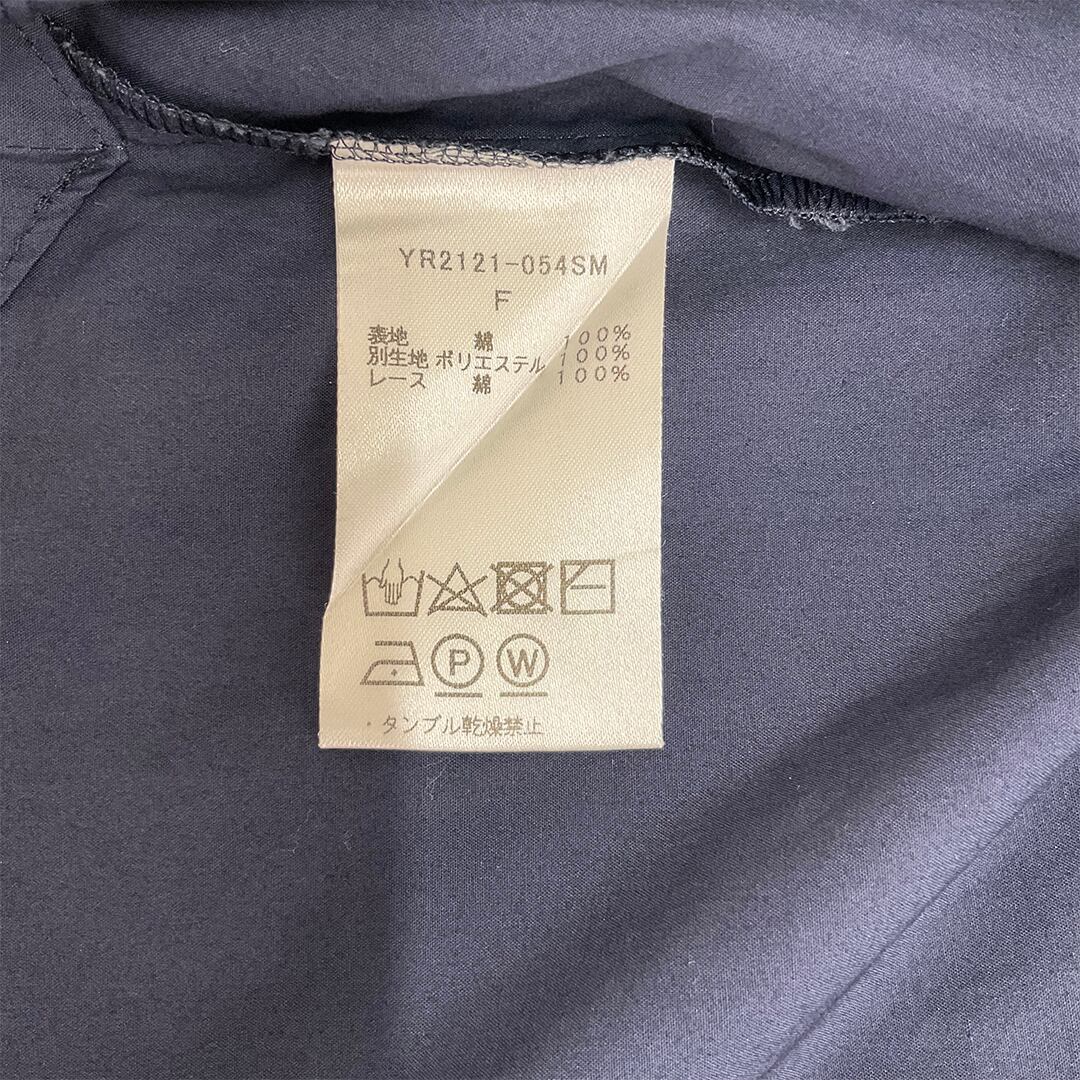 YR2121-054SM
F
表地 綿 100%
別生地 ポリエステル 100%
レース 綿 100%
P W
・タンブル乾燥禁止